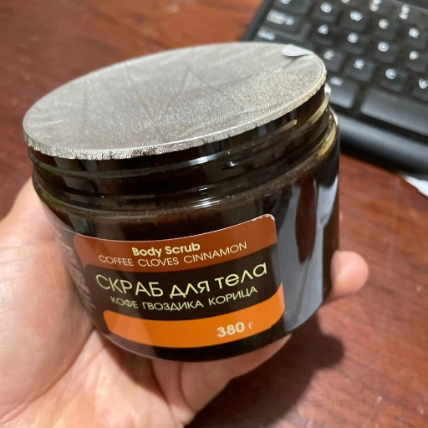 Body Scrub
COFFEE CLOVES CINNAMON
СКРАБ ДЛЯ ТЕЛА
КОФЕ ГВОЗДИКА КОРИЦА
380 г